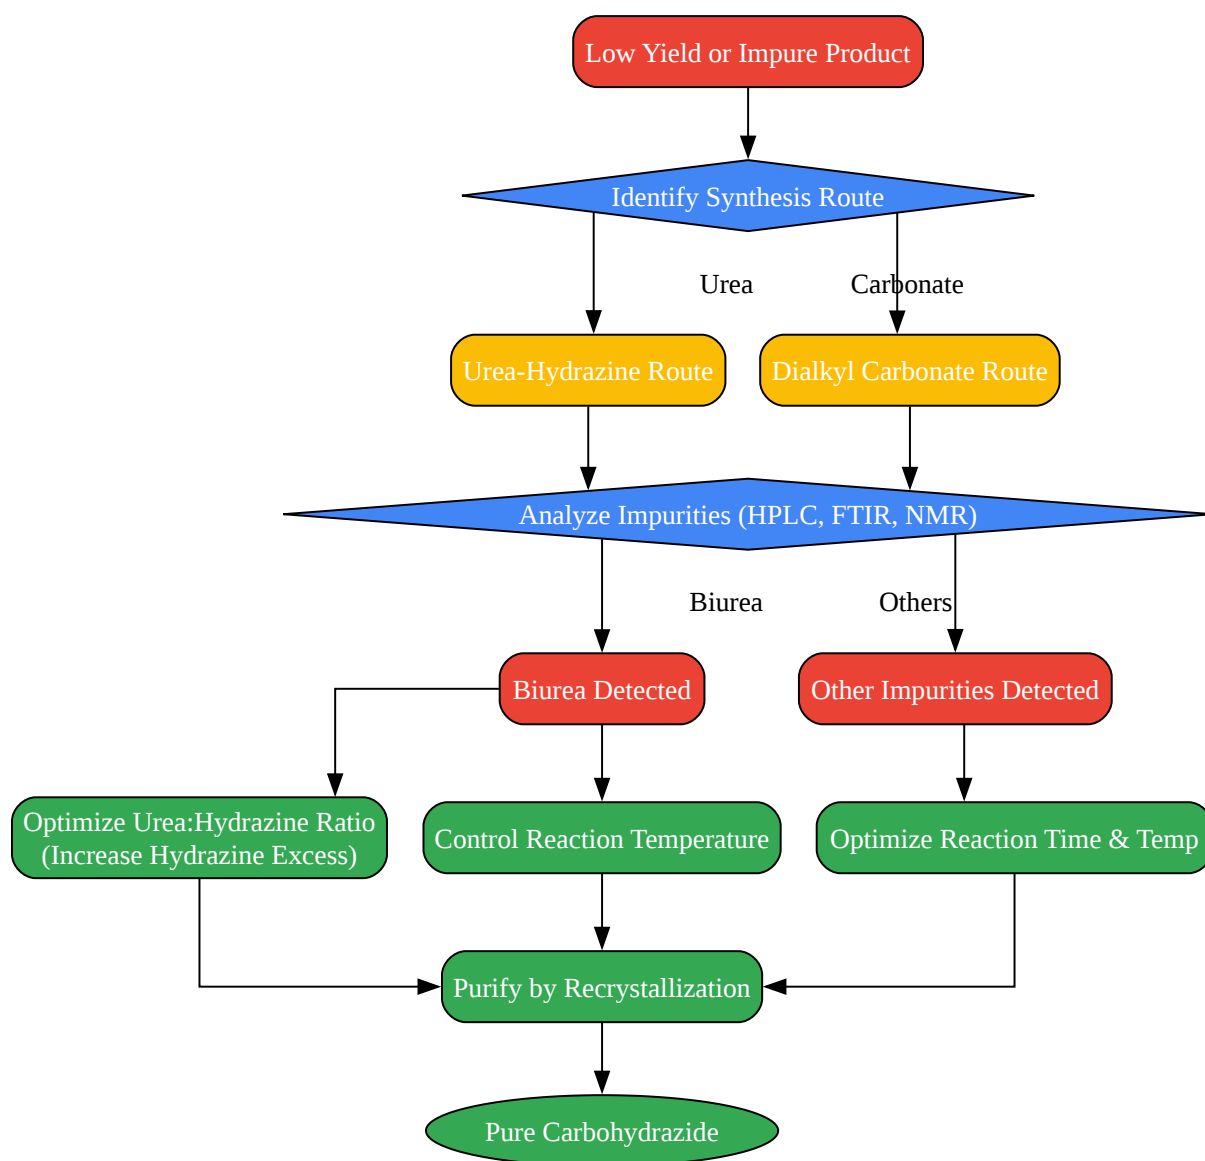 Low Yield or Impure Product
Identify Synthesis Route
Urea
Carbonate
Urea-Hydrazine Route
Dialkyl Carbonate Route
Analyze Impurities (HPLC, FTIR, NMR)
Biurea
Others
Biurea Detected
Other Impurities Detected
Optimize Urea:Hydrazine Ratio
(Increase Hydrazine Excess)
Control Reaction Temperature
Optimize Reaction Time & Temp
Purify by Recrystallization
Pure Carbohydrazide